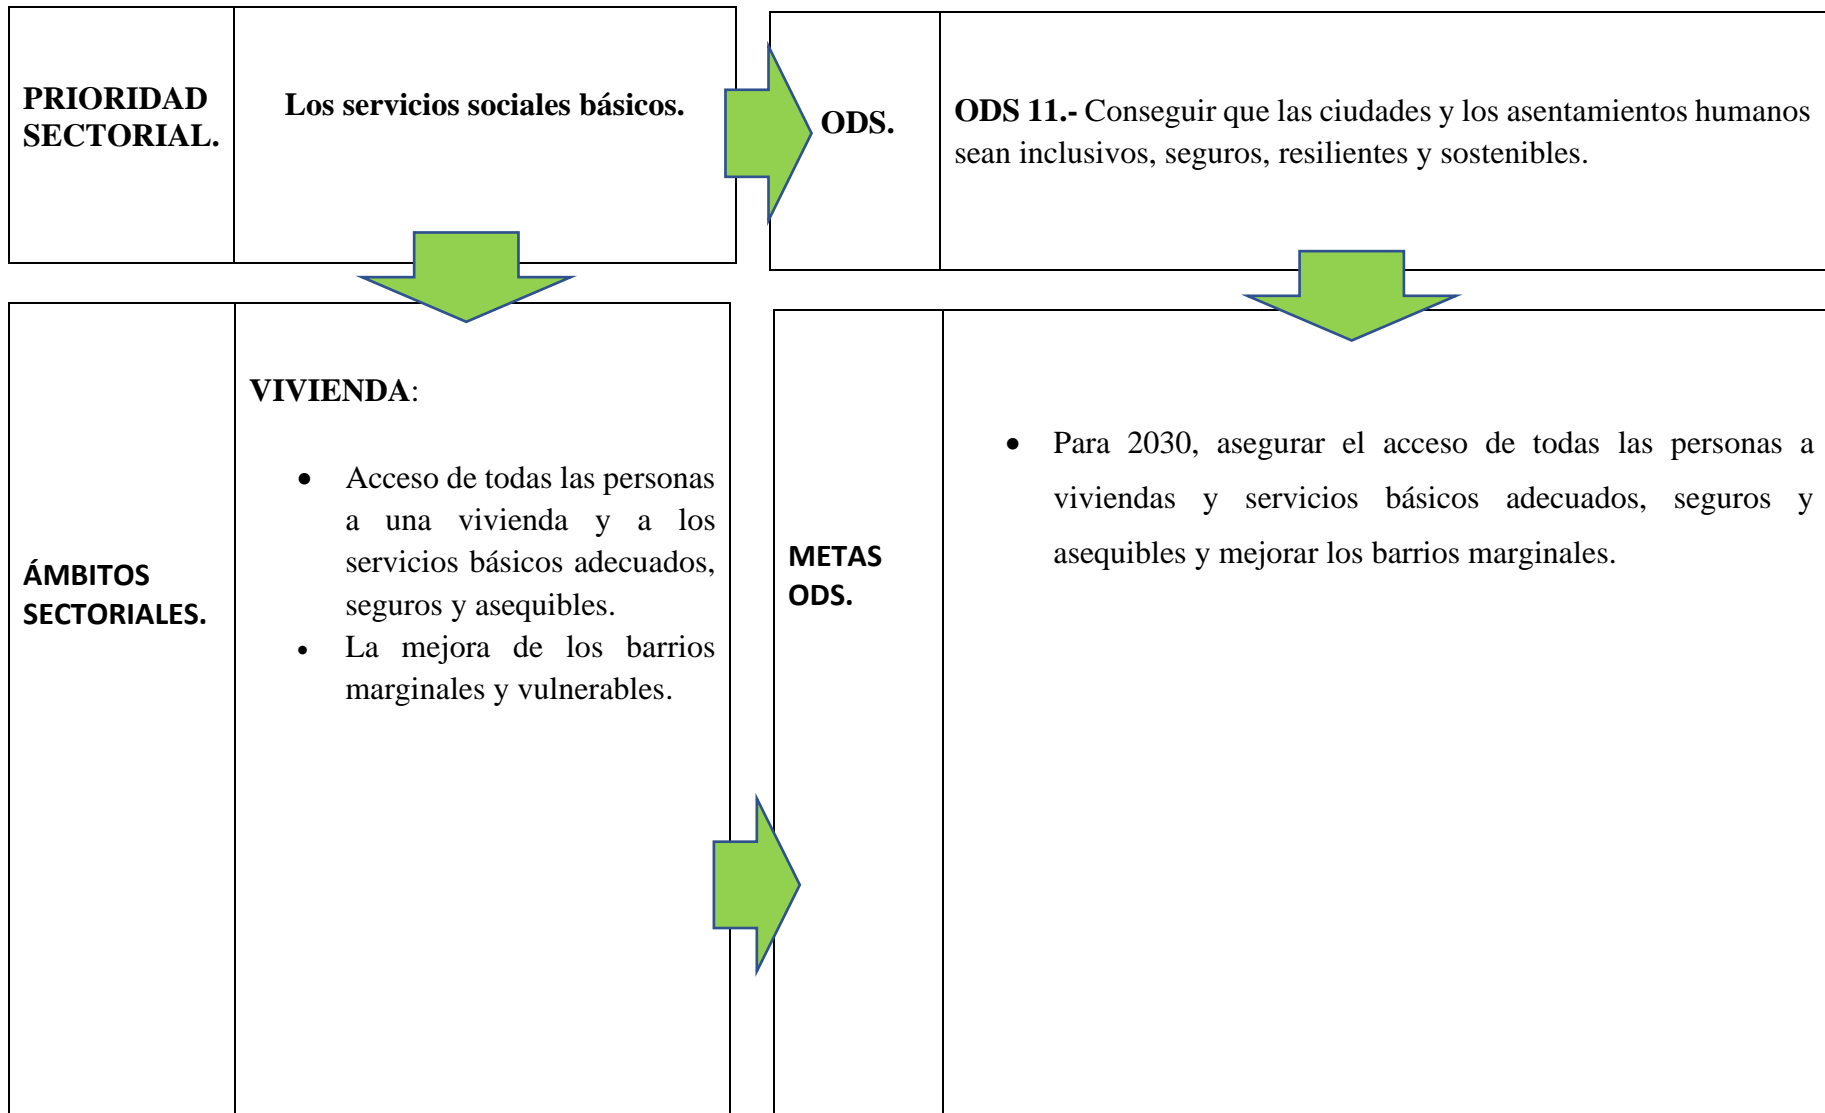 PRIORIDAD
SECTORIAL.
Los servicios sociales básicos.
ODS.
ODS 11.- Conseguir que las ciudades y los asentamientos humanos
sean inclusivos, seguros, resilientes y sostenibles.
ÁMBITOS
SECTORIALES.
VIVIENDA:
• Acceso de todas las personas
a una vivienda y a los
servicios básicos adecuados,
seguros y asequibles.
• La mejora de los barrios
marginales y vulnerables.
METAS
ODS.
• Para 2030, asegurar el acceso de todas las personas a
viviendas y servicios básicos adecuados, seguros y
asequibles y mejorar los barrios marginales.